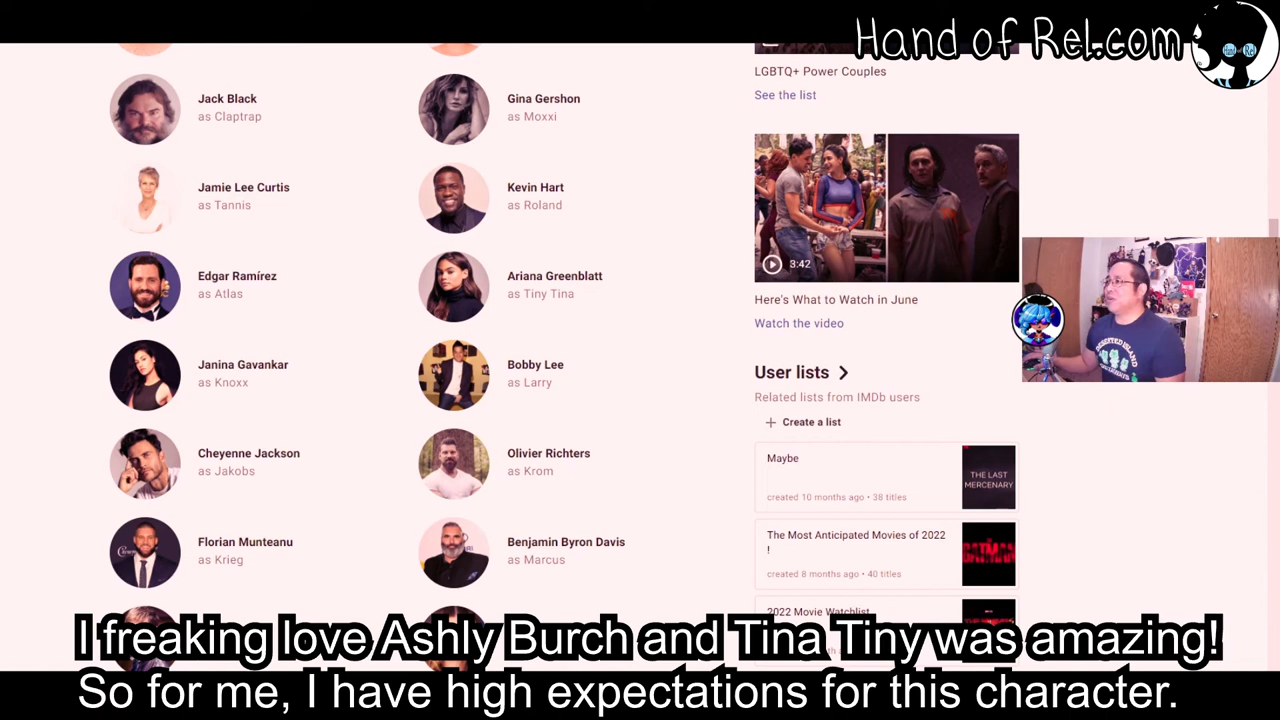 Hand of Rel.com
Jack Black
as Claptrap
Gina Gershon
as Moxxi
Jamie Lee Curtis
as Tannis
Kevin Hart
as Roland
Edgar Ramírez
as Atlas
Ariana Greenblatt
as Tiny Tina
Janina Gavankar
as Knoxx
Bobby Lee
as Larry
Cheyenne Jackson
as Jakobs
Olivier Richters
as Krom
Florian Munteanu
as Krieg
Benjamin Byron Davis
as Marcus
LGBTQ+ Power Couples
See the list
3:42
Here's What to Watch in June
Watch the video
User lists
Related lists from IMDb users
+ Create a list
Maybe
created 10 months ago • 38 titles
THE LAST
MERCENARY
The Most Anticipated Movies of 2022
!
created 8 months ago • 40 titles
BATMAN
2022 Movie Watchlist
DESERTED ISLAND
I freaking love Ashly Burch and Tina Tiny was amazing!
So for me, I have high expectations for this character.